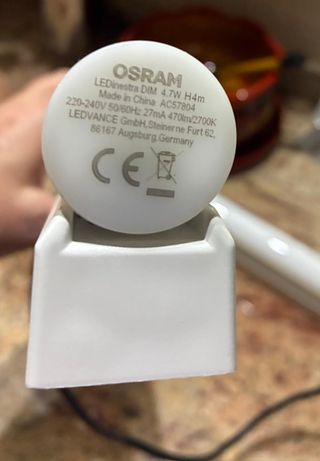 OSRAM
LEDinestra DIM 4.7W H4m
Made in China AC57804
220-240V 50/60Hz 27mA 470lm/2700K
LEDVANCE GmbH,Steinerne Furt 62,
86167 Augsburg,Germany
CE